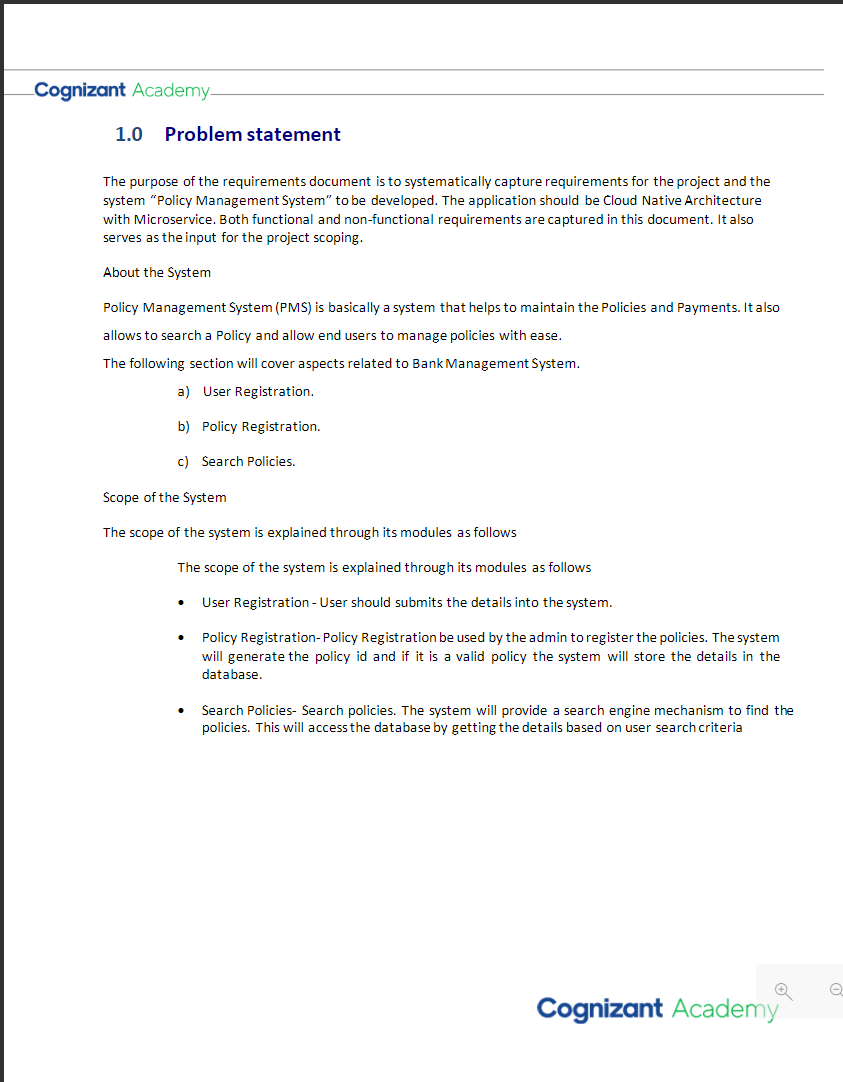 Cognizant Academy
1.0 Problem statement
The purpose of the requirements document is to systematically capture requirements for the project and the
system “Policy Management System” to be developed. The application should be Cloud Native Architecture
with Microservice. Both functional and non-functional requirements are captured in this document. It also
serves as the input for the project scoping.
About the System
Policy Management System (PMS) is basically a system that helps to maintain the Policies and Payments. It also
allows to search a Policy and allow end users to manage policies with ease.
The following section will cover aspects related to Bank Management System.
a) User Registration.
b) Policy Registration.
c) Search Policies.
Scope of the System
The scope of the system is explained through its modules as follows
The scope of the system is explained through its modules as follows
• User Registration - User should submits the details into the system.
• Policy Registration- Policy Registration be used by the admin to register the policies. The system
will generate the policy id and if it is a valid policy the system will store the details in the
database.
• Search Policies- Search policies. The system will provide a search engine mechanism to find the
policies. This will access the database by getting the details based on user search criteria
Cognizant Academy